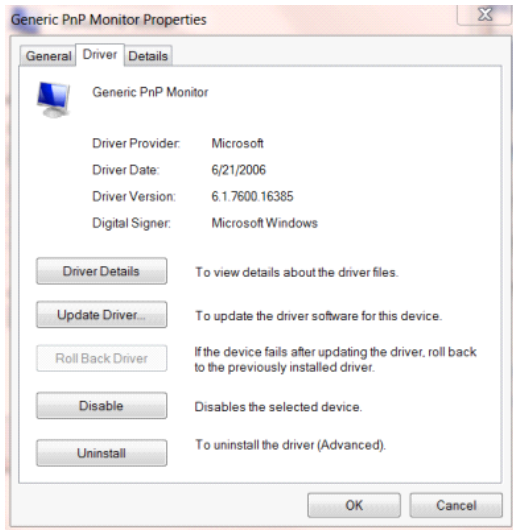 Generic PnP Monitor Properties
General Driver Details
Generic PnP Monitor
Driver Provider: Microsoft
Driver Date: 6/21/2006
Driver Version: 6.1.7600.16385
Digital Signer: Microsoft Windows
Driver Details To view details about the driver files.
Update Driver... To update the driver software for this device.
Roll Back Driver If the device fails after updating the driver, roll back
to the previously installed driver.
Disable Disables the selected device.
Uninstall To uninstall the driver (Advanced).
OK Cancel